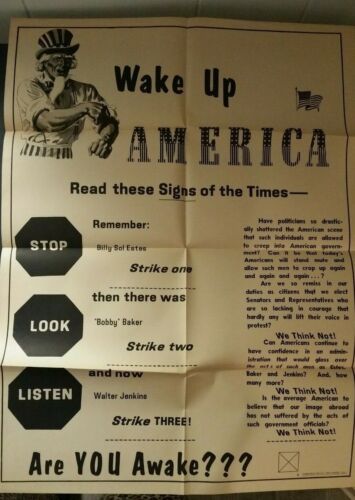 Wake Up
AMERICA
Read these Signs of the Times—
STOP
Remember:
Billy Sol Estes
Strike one
LOOK
then there was
'Bobby' Baker
Strike two
LISTEN
and now
Walter Jenkins
Strike THREE!
Have politicians so drastic-
ally shattered the American scene
that such individuals are allowed
to creep into American govern-
ment? Can it be that today's
Americans will stand mute and
allow such men to crop up again
and again and again...?
Are we so remiss in our
duties as citizens that we elect
Senators and Representatives who
are so lacking in courage that
hardly any will lift their voice in
protest?
We Think Not!
Can Americans continue to
have confidence in an admin-
istration that would gloss over
the acts of such men as Estes,
Baker and Jenkins? And, how
many more?
We Think Not!
Is the average American to
believe that our image abroad
has not suffered by the acts of
such government officials?
We Think Not!
Are YOU Awake???